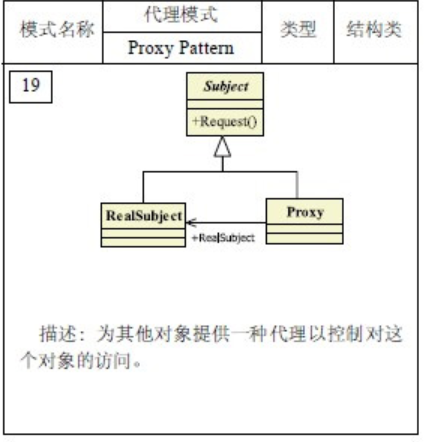 模式名称
代理模式
Proxy Pattern
类型
结构类
19
Subject
+Request()
RealSubject
Proxy
+RealSubject
描述：为其他对象提供一种代理以控制对这
个对象的访问。